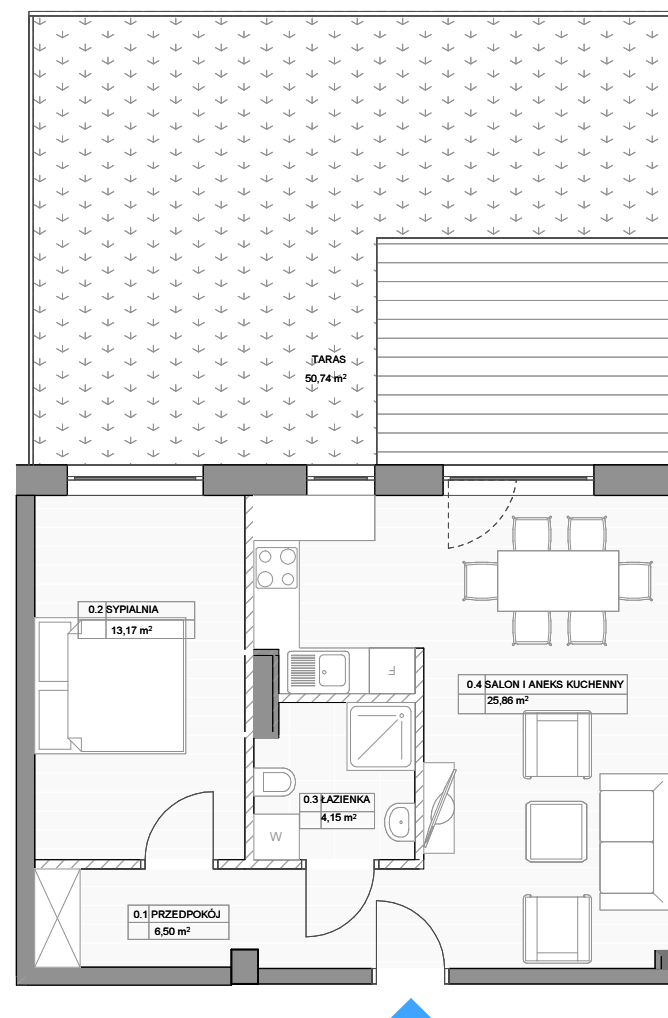 TARAS
50,74 m²
0.2 SYPIALNIA
13,17 m²
F
0.4 SALON I ANEKS KUCHENNY
25,86 m²
0.3 ŁAZIENKA
4,15 m²
W
0.1 PRZEDPOKÓJ
6,50 m²